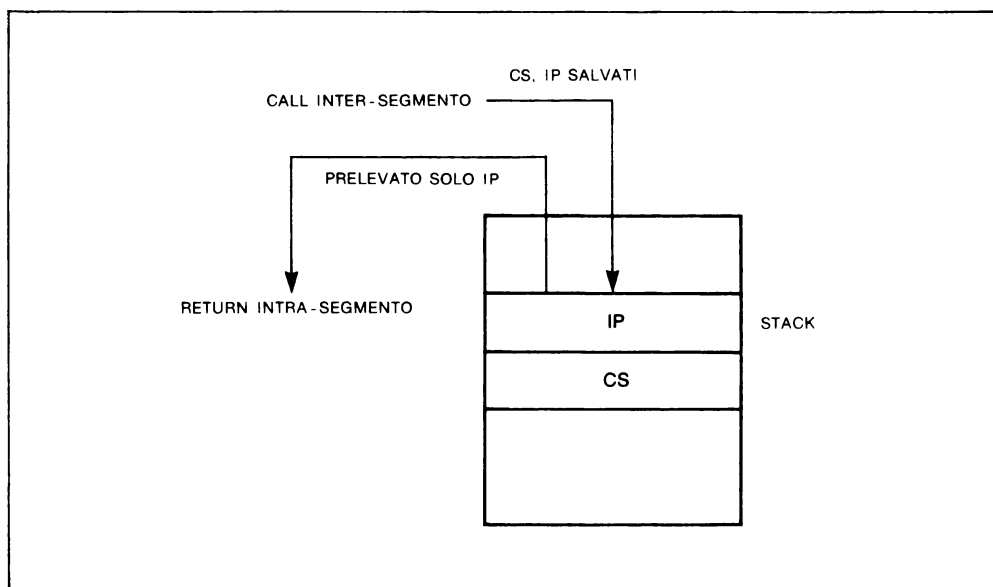 CS, IP SALVATI
CALL INTER-SEGMENTO
PRELEVATO SOLO IP
RETURN INTRA-SEGMENTO
IP
STACK
CS